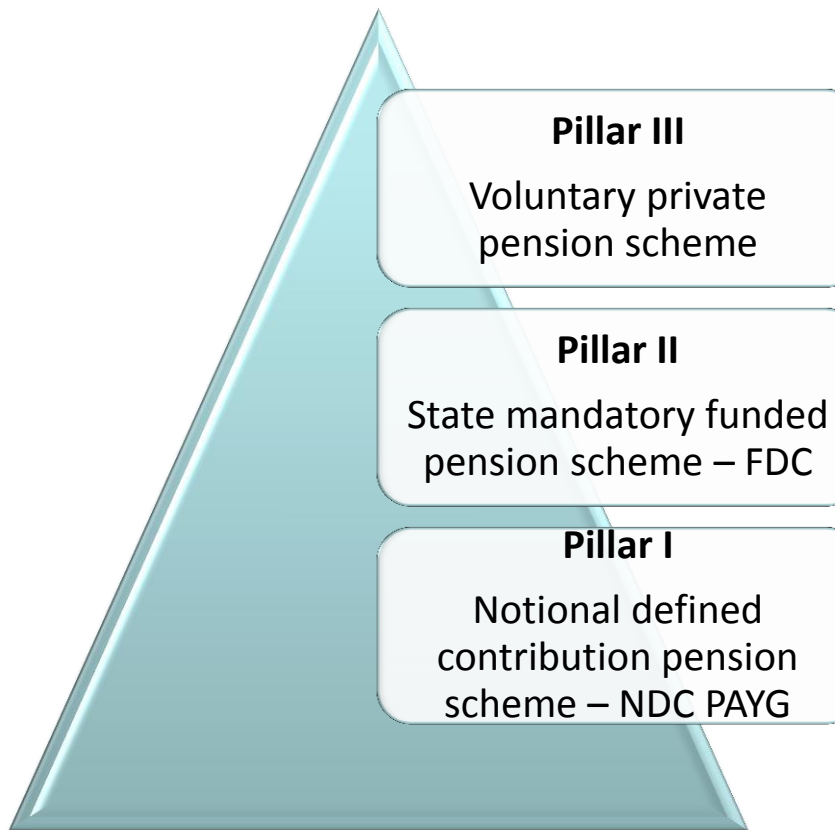 Pillar III
Voluntary private
pension scheme
Pillar II
State mandatory funded
pension scheme – FDC
Pillar I
Notional defined
contribution pension
scheme – NDC PAYG